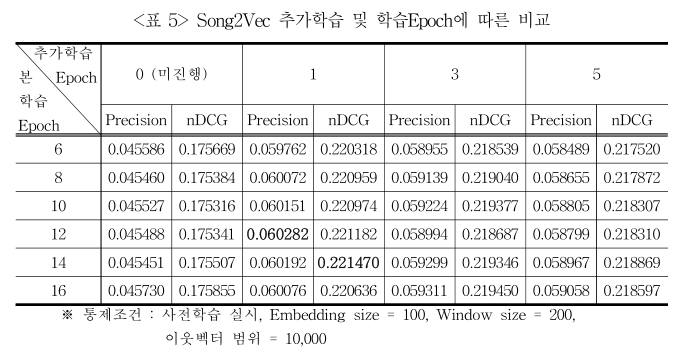 <표 5> Song2Vec 추가학습 및 학습Epoch에 따른 비교
추가학습 Epoch 본 학습 Epoch 0 (미진행) 1 3 5
Precision nDCG Precision nDCG Precision nDCG Precision nDCG
6 0.045586 0.175669 0.059762 0.220318 0.058955 0.218539 0.058489 0.217520
8 0.045460 0.175384 0.060072 0.220959 0.059139 0.219040 0.058655 0.217872
10 0.045527 0.175316 0.060151 0.220974 0.059224 0.219377 0.058805 0.218307
12 0.045488 0.175341 0.060282 0.221182 0.058994 0.218687 0.058799 0.218310
14 0.045451 0.175507 0.060192 0.221470 0.059299 0.219346 0.058967 0.218869
16 0.045730 0.175855 0.060076 0.220636 0.059311 0.219450 0.059058 0.218597
※ 통제조건 : 사전학습 실시, Embedding size = 100, Window size = 200,
이웃벡터 범위 = 10,000